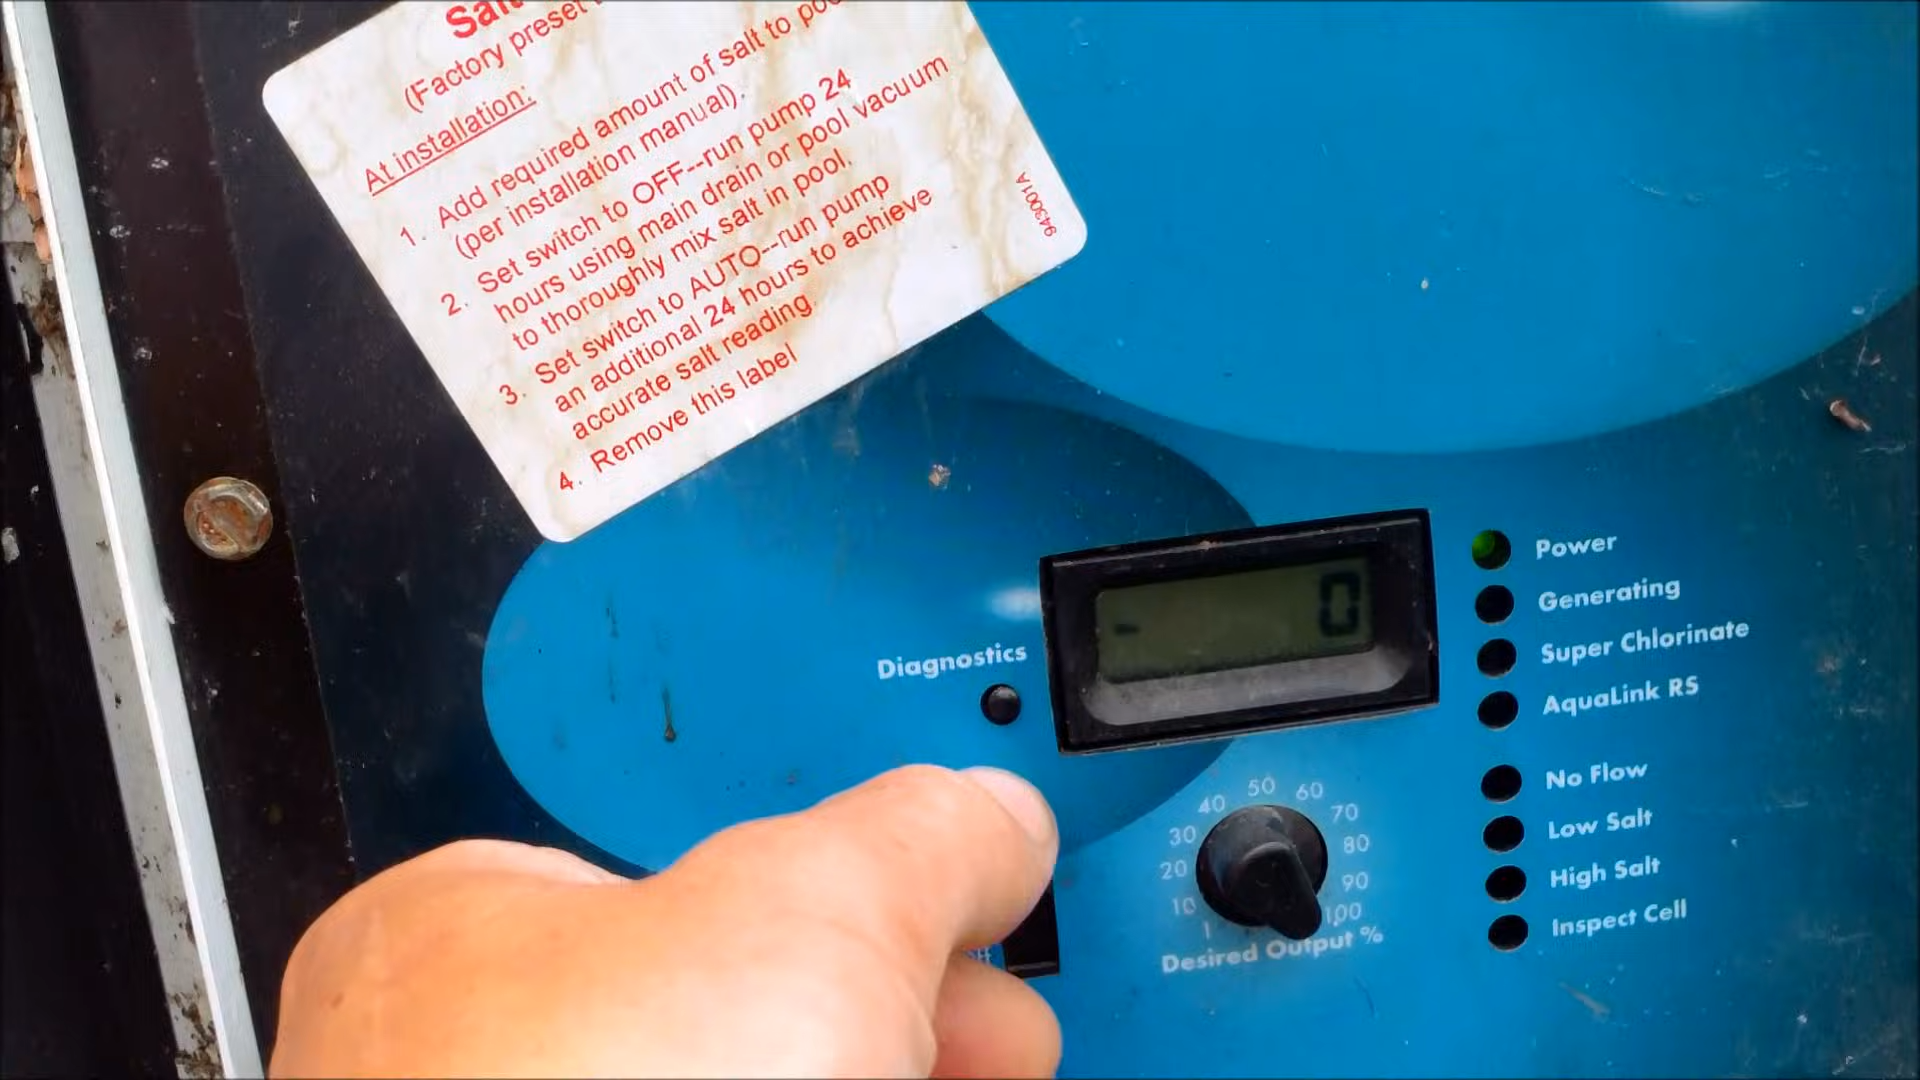 Salt
(Factory preset
At installation:
1. Add required amount of salt to pool
(per installation manual).
2. Set switch to OFF--run pump 24
hours using main drain or pool vacuum
to thoroughly mix salt in pool.
3. Set switch to AUTO--run pump
an additional 24 hours to achieve
accurate salt reading.
4. Remove this label
943001A
- 0
Diagnostics
Power
Generating
Super Chlorinate
AquaLink RS
No Flow
Low Salt
High Salt
Inspect Cell
1 10 20 30 40 50 60 70 80 90 100
Desired Output %